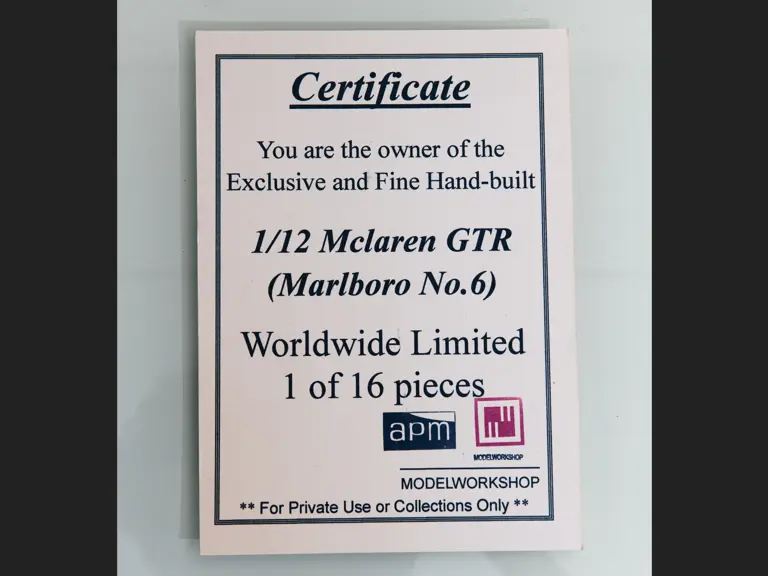 Certificate
You are the owner of the
Exclusive and Fine Hand-built
1/12 Mclaren GTR
(Marlboro No.6)
Worldwide Limited
1 of 16 pieces
apm
MODELWORKSHOP
MODELWORKSHOP
** For Private Use or Collections Only **